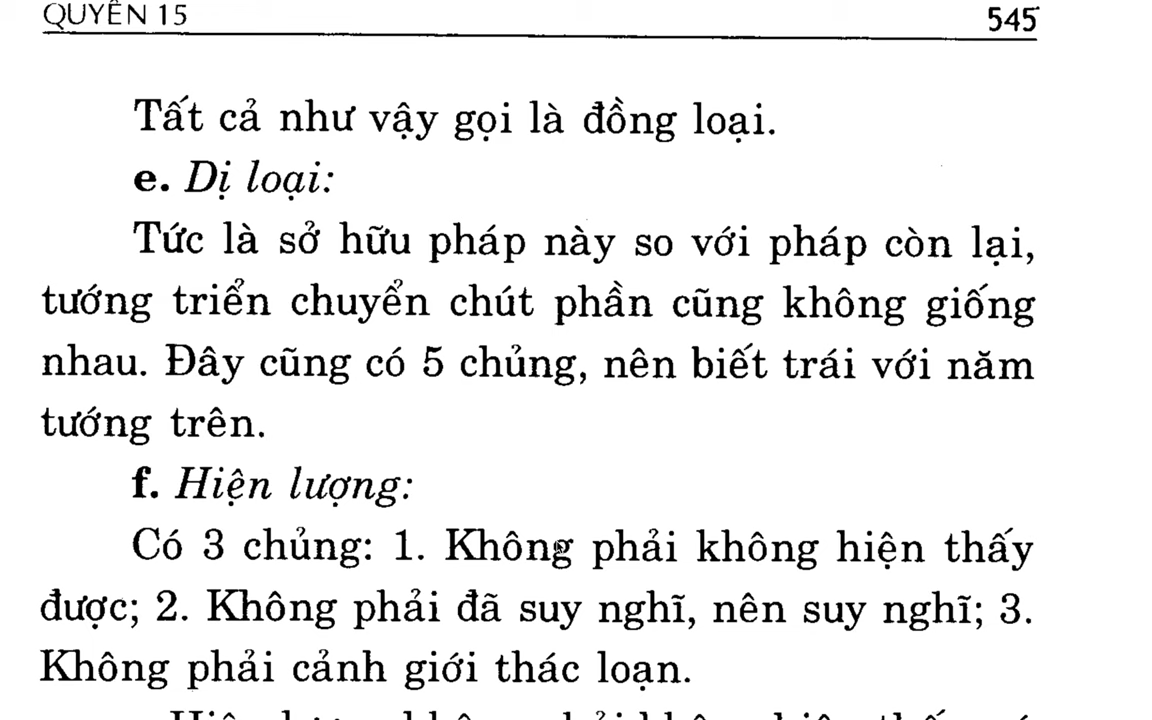 QUYỂN 15 545
Tất cả như vậy gọi là đồng loại.
e. Dị loại:
Tức là sở hữu pháp này so với pháp còn lại,
tướng triển chuyển chút phần cũng không giống
nhau. Đây cũng có 5 chủng, nên biết trái với năm
tướng trên.
f. Hiện lượng:
Có 3 chủng: 1. Không phải không hiện thấy
được; 2. Không phải đã suy nghĩ, nên suy nghĩ; 3.
Không phải cảnh giới thác loạn.